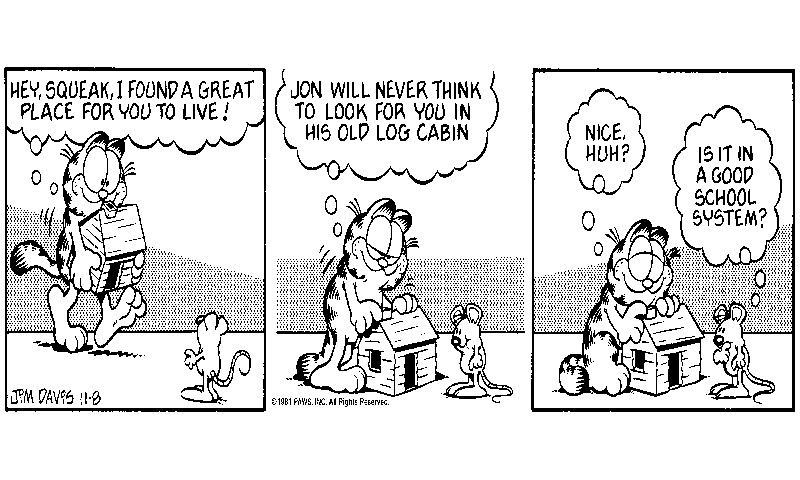 HEY, SQUEAK, I FOUND A GREAT
PLACE FOR YOU TO LIVE!
JIM DAVIS 11-8
JON WILL NEVER THINK
TO LOOK FOR YOU IN
HIS OLD LOG CABIN
© 1981 PAWS, INC. All Rights Reserved.
NICE,
HUH?
IS IT IN
A GOOD
SCHOOL
SYSTEM?